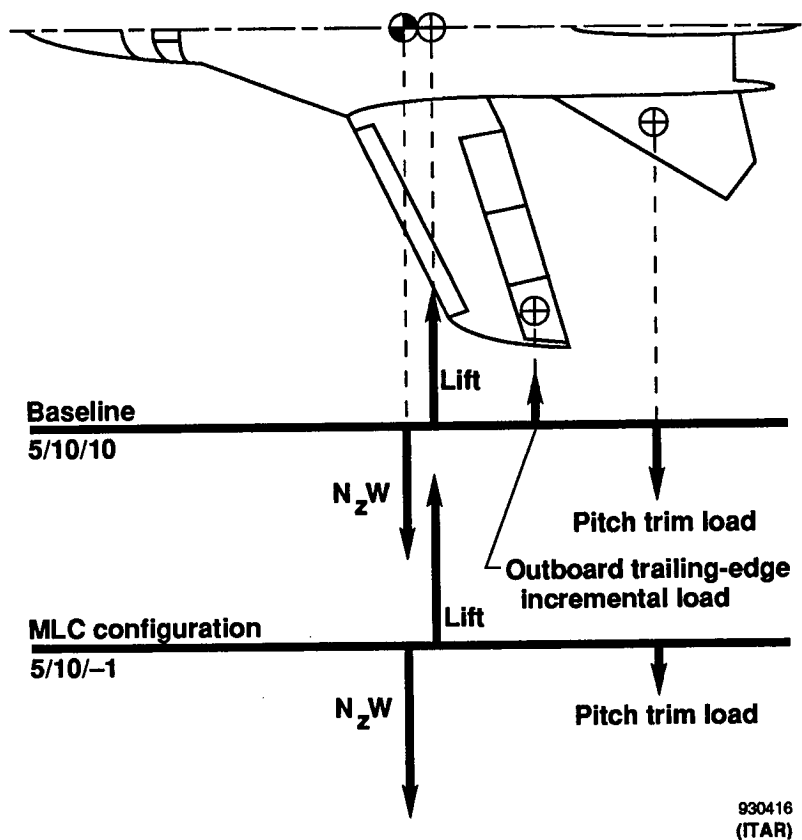 Lift
Baseline
5/10/10
N_zW
Pitch trim load
Outboard trailing-edge
incremental load
Lift
MLC configuration
5/10/–1
N_zW
Pitch trim load
930416
(ITAR)